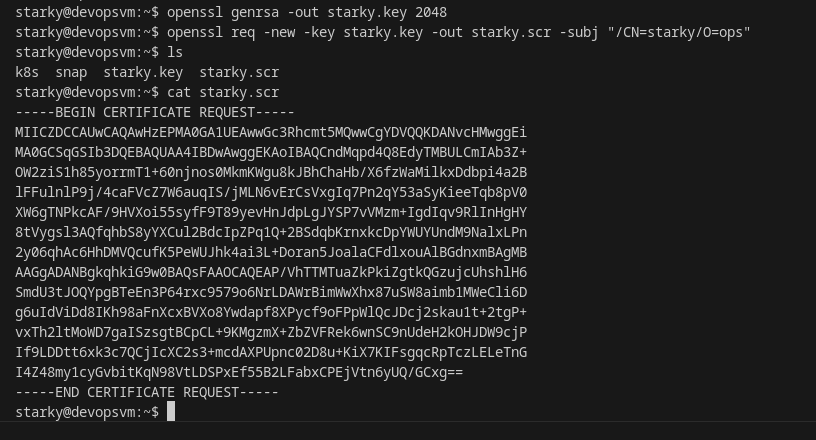 starky@devopsvm:~$ openssl genrsa -out starky.key 2048
starky@devopsvm:~$ openssl req -new -key starky.key -out starky.scr -subj "/CN=starky/O=ops"
starky@devopsvm:~$ ls
k8s  snap  starky.key  starky.scr
starky@devopsvm:~$ cat starky.scr
-----BEGIN CERTIFICATE REQUEST-----
MIICZDCCAUwCAQAwHzEPMA0GA1UEAwwGc3Rhcmt5MQwwCgYDVQQKDANvcHMwggEi
MA0GCSqGSIb3DQEBAQUAA4IBDwAwggEKAoIBAQCndMqpd4Q8EdyTMBULCmIAb3Z+
OW2ziS1h85yorrmT1+60njnos0MkmKWgu8kJBhChaHb/X6fzWaMilkxDdbpi4a2B
lFFulnlP9j/4caFVcZ7W6auqIS/jMLN6vErCsVxgIq7Pn2qY53aSyKieeTqb8pV0
XW6gTNPkcAF/9HVXoi55syfF9T89yevHnJdpLgJYSP7vVMzm+IgdIqv9RlInHgHY
8tVygsl3AQfqhbS8yYXCul2BdcIpZPq1Q+2BSdqbKrnxkcDpYWUYUndM9NalxLPn
2y06qhAc6HhDMVQcufK5PeWUJhk4ai3L+Doran5JoalaCFdlxouAlBGdnxmBAgMB
AAGgADANBgkqhkiG9w0BAQsFAAOCAQEAP/VhTTMTuaZkPkiZgtkQGzujcUhshlH6
SmdU3tJOQYpgBTeEn3P64rxc9579o6NrLDAWrBimWwXhx87uSW8aimb1MWeCli6D
g6uIdViDd8IKh98aFnXcxBVXo8Ywdapf8XPycf9oFPpWlQcJDcj2skau1t+2tgP+
vxTh2ltMoWD7gaISzsgtBCpCL+9KMgzmX+ZbZVFRek6wnSC9nUdeH2kOHJDW9cjP
If9LDDtt6xk3c7QCjIcXC2s3+mcdAXPUpnc02D8u+KiX7KIFsgqcRpTczLELeTnG
I4Z48my1cyGvbitKqN98VtLDSPxEf55B2LFabxCPEjVtn6yUQ/GCxg==
-----END CERTIFICATE REQUEST-----
starky@devopsvm:~$